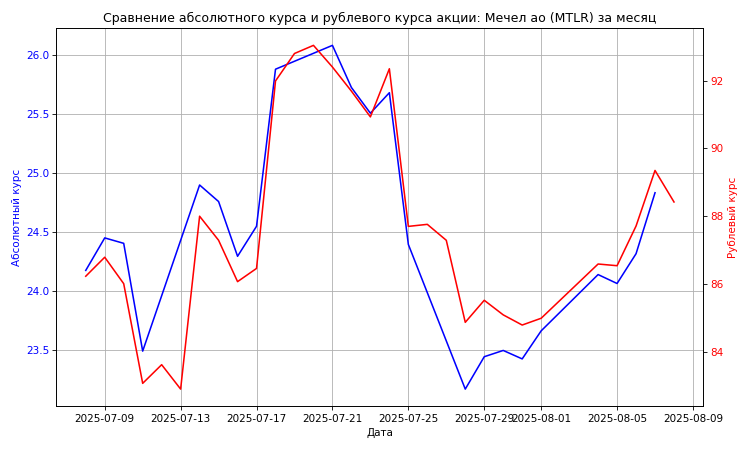 Сравнение абсолютного курса и рублевого курса акции: Мечел ао (MTLR) за месяц
26.0
25.5
25.0
24.5
24.0
23.5
Абсолютный курс
92
90
88
86
84
Рублевый курс
2025-07-09 2025-07-13 2025-07-17 2025-07-21 2025-07-25 2025-07-29 2025-08-01 2025-08-05 2025-08-09
Дата